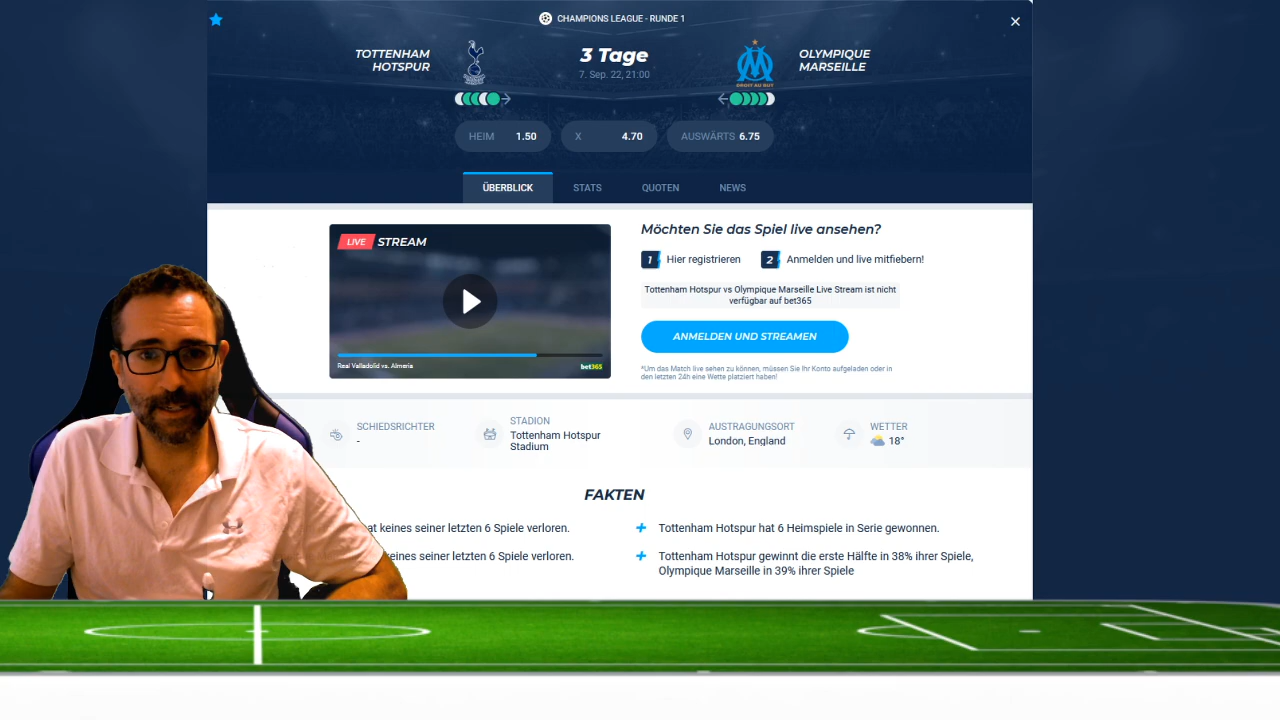 CHAMPIONS LEAGUE - RUNDE 1
TOTTENHAM
HOTSPUR
3 Tage
7. Sep. 22, 21:00
OLYMPIQUE
MARSEILLE
DROIT AU BUT
HEIM 1.50
X 4.70
AUSWÄRTS 6.75
ÜBERBLICK
STATS
QUOTEN
NEWS
LIVE STREAM
Real Valladolid vs. Almeria
bet365
Möchten Sie das Spiel live ansehen?
1 Hier registrieren
2 Anmelden und live mitfiebern!
Tottenham Hotspur vs Olympique Marseille Live Stream ist nicht
verfügbar auf bet365
ANMELDEN UND STREAMEN
*Um das Match live sehen zu können, müssen Sie Ihr Konto aufgeladen oder in
den letzten 24h eine Wette platziert haben!
SCHIEDSRICHTER
-
STADION
Tottenham Hotspur
Stadium
AUSTRAGUNGSORT
London, England
WETTER
18°
FAKTEN
at keines seiner letzten 6 Spiele verloren.
keines seiner letzten 6 Spiele verloren.
Tottenham Hotspur hat 6 Heimspiele in Serie gewonnen.
Tottenham Hotspur gewinnt die erste Hälfte in 38% ihrer Spiele,
Olympique Marseille in 39% ihrer Spiele